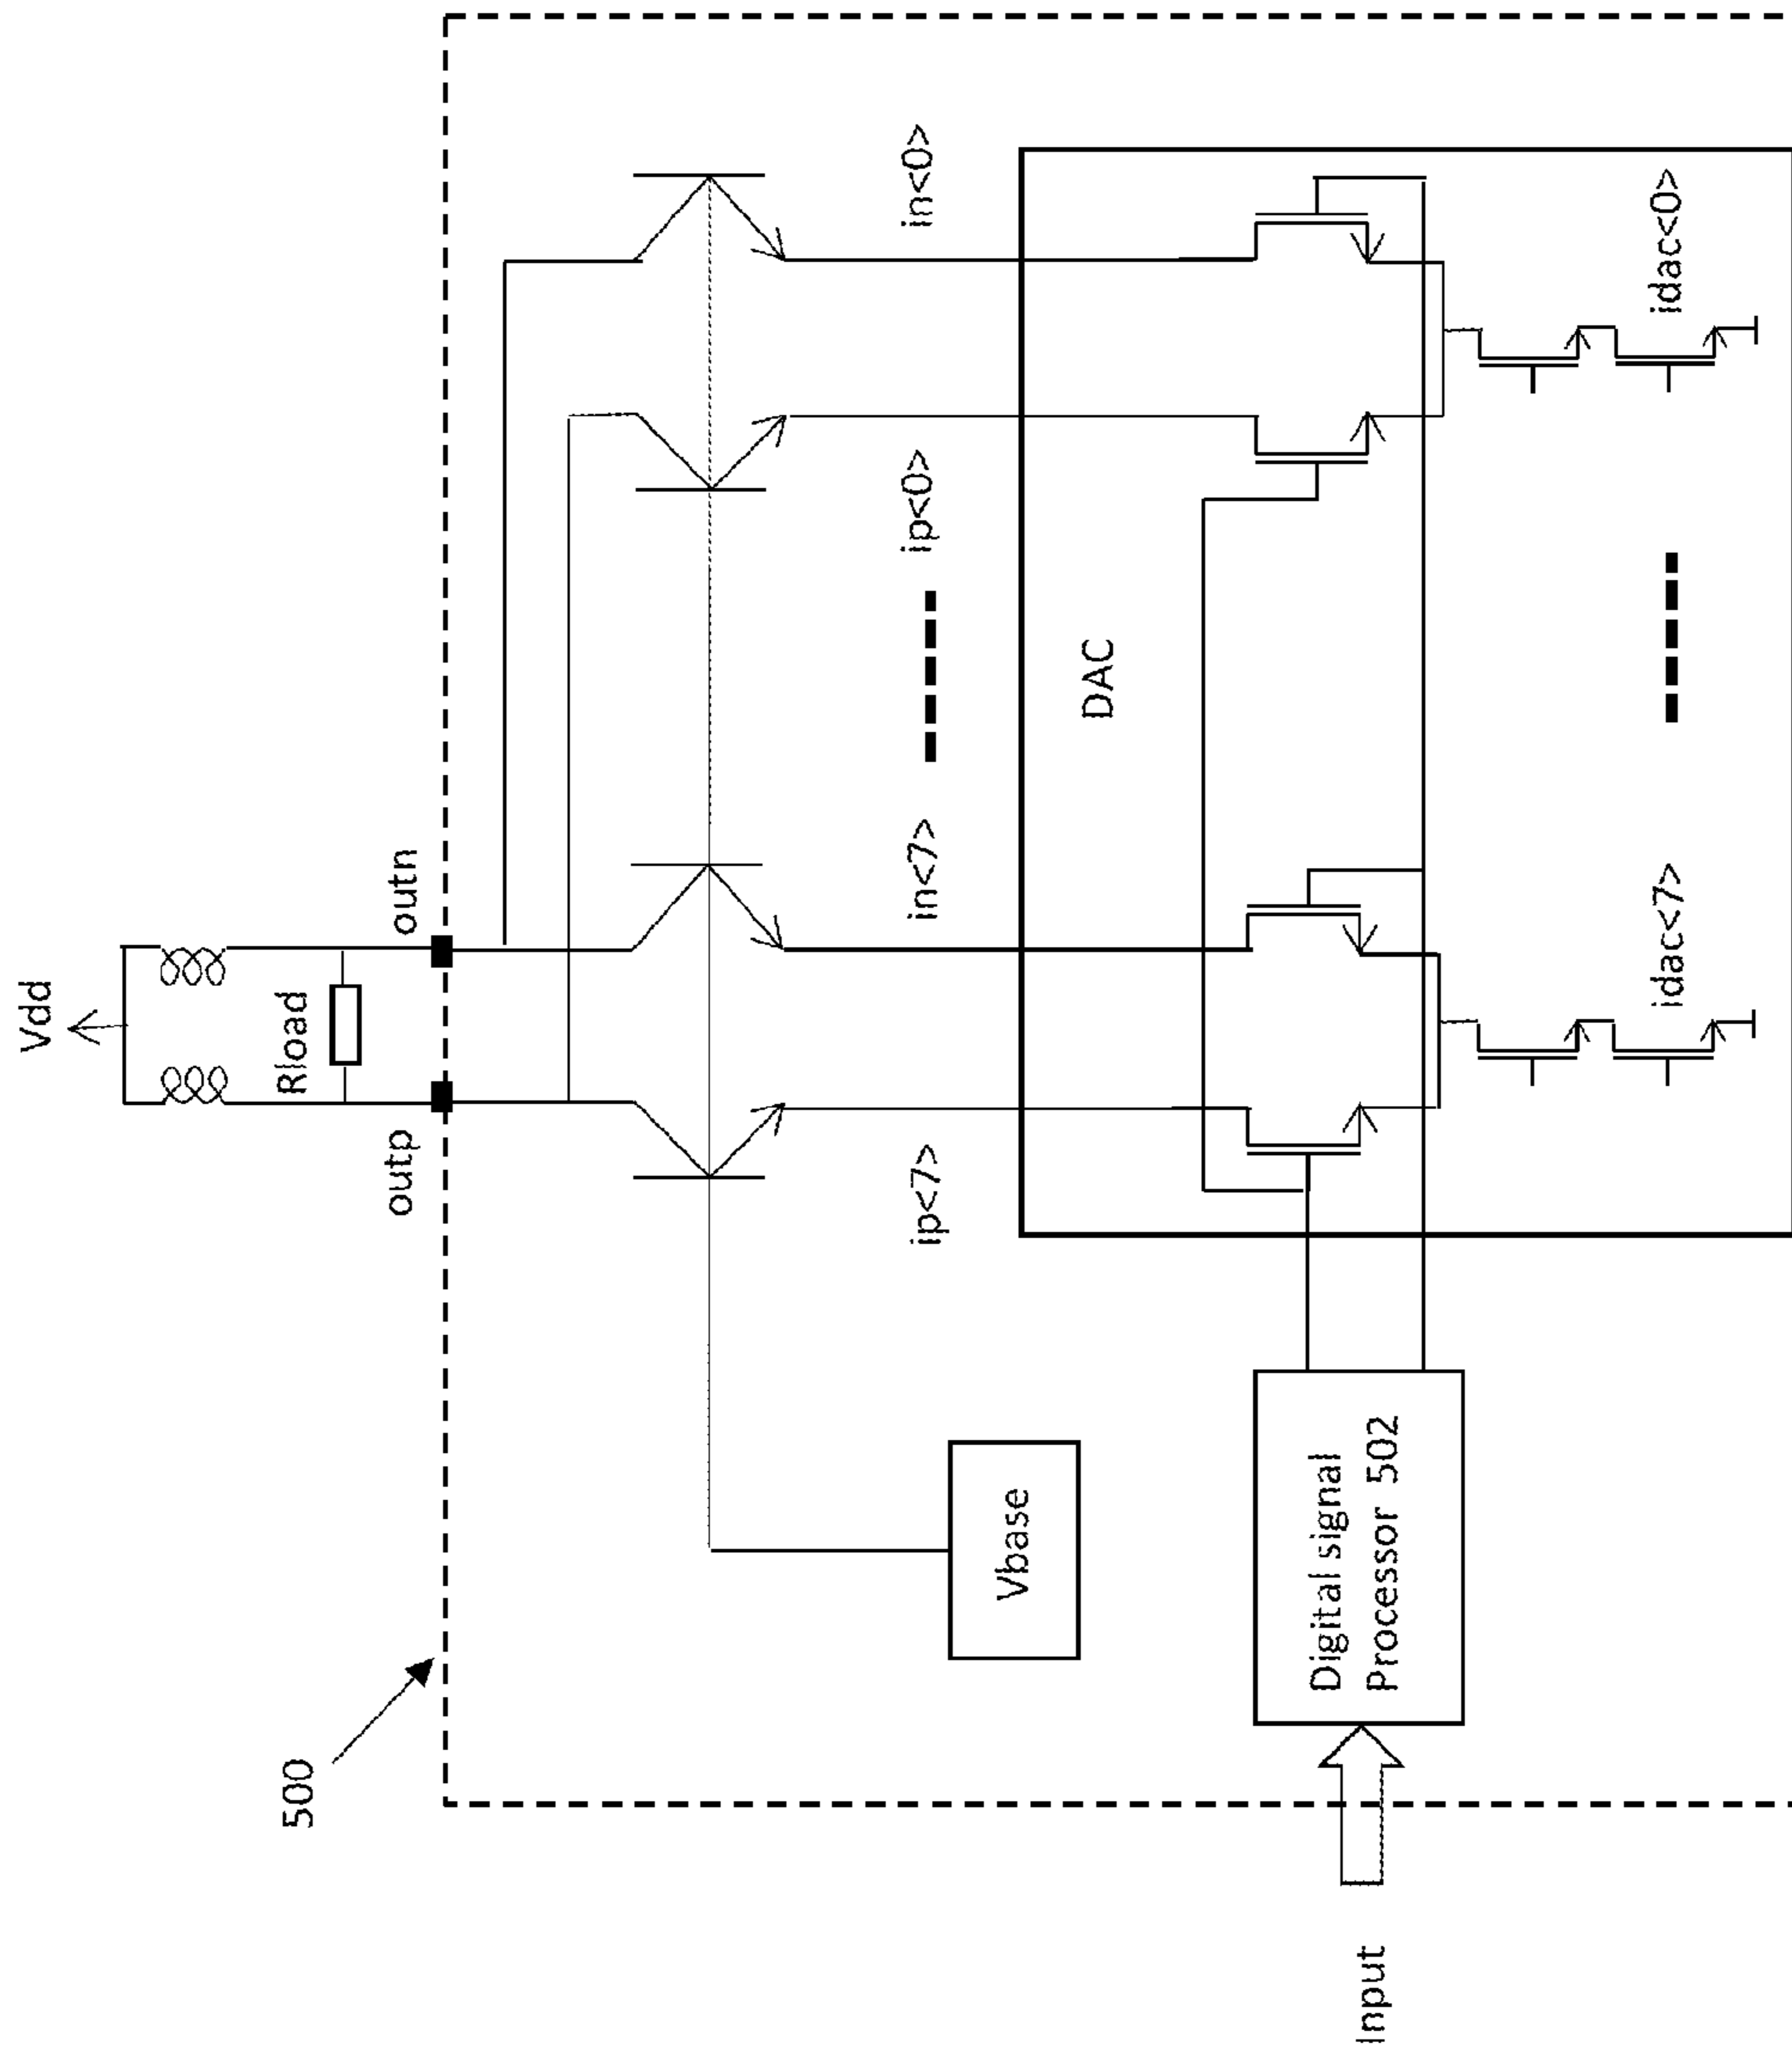 Vdd
Rload
outp
outn
500
ip<7>
in<7>
ip<0>
in<0>
DAC
Vbase
Digital signal
Processor 502
Input
idac<7>
idac<0>